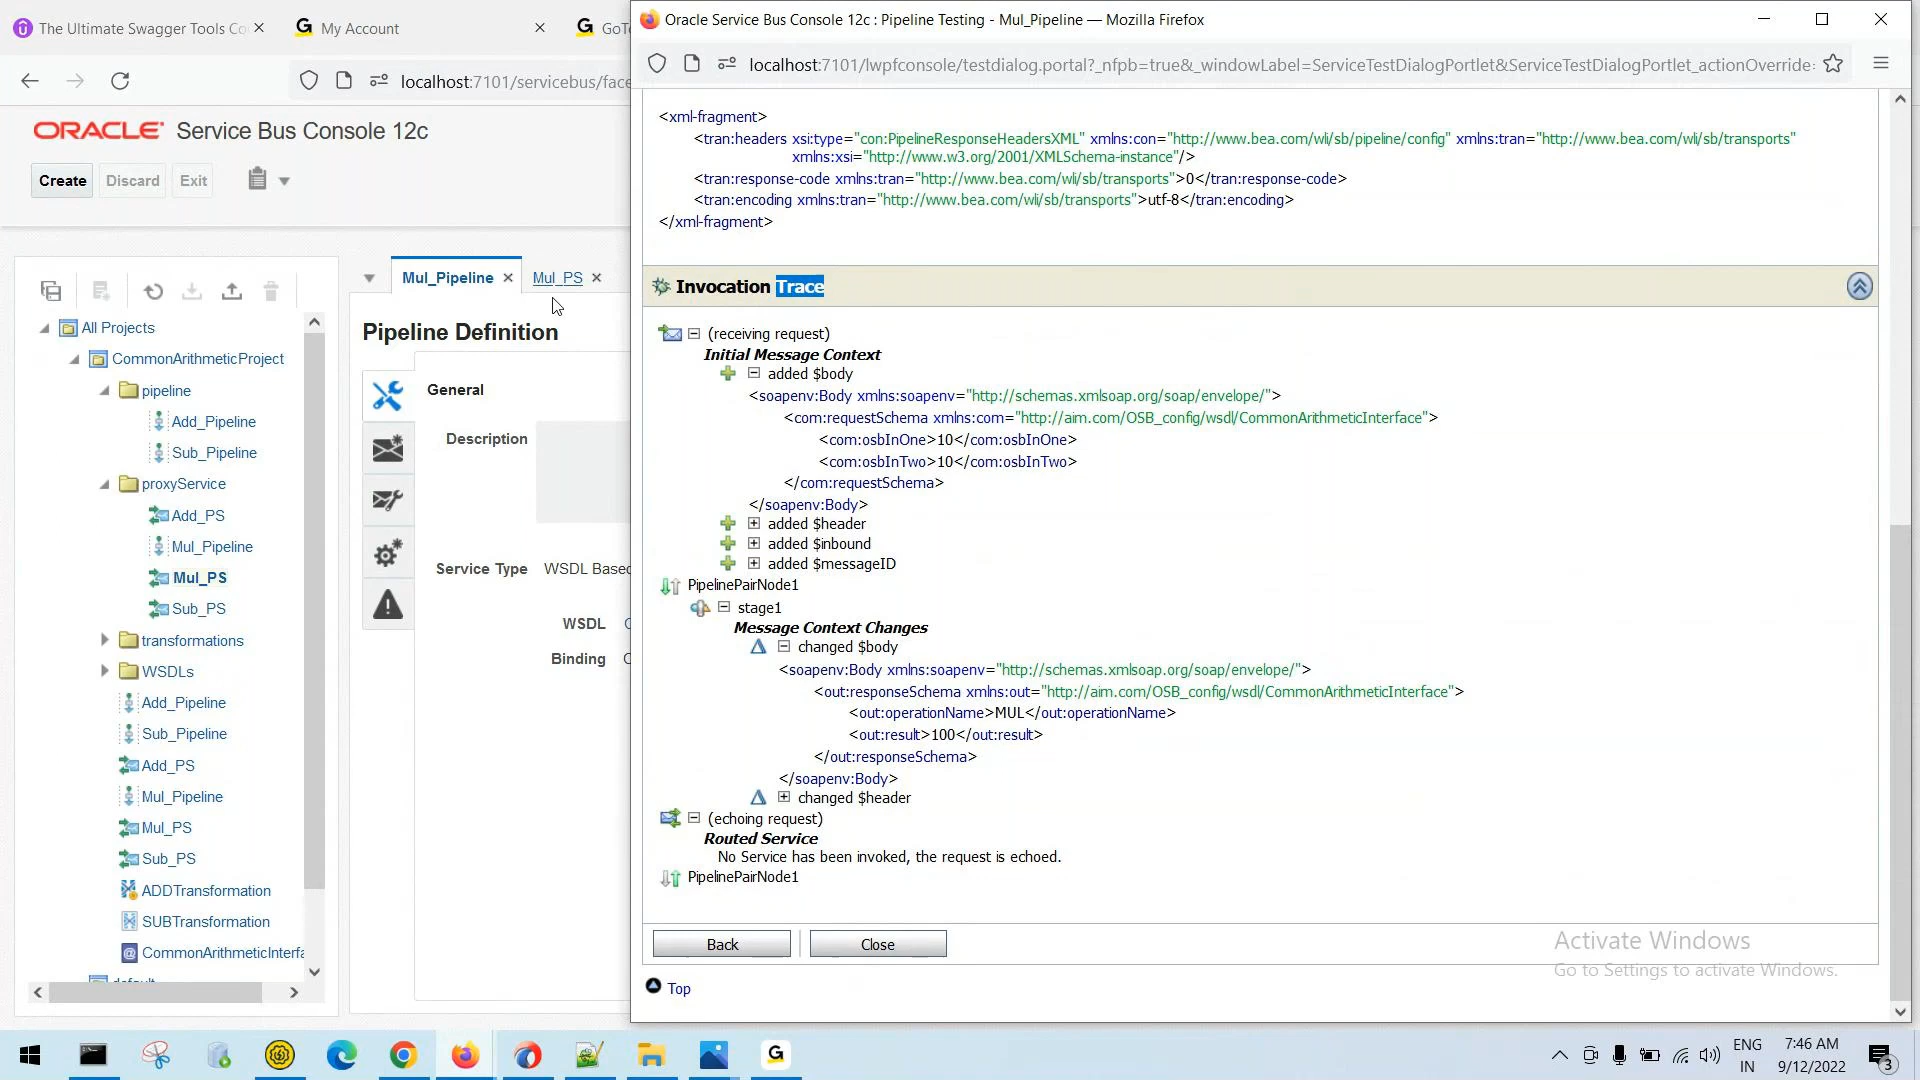 The Ultimate Swagger Tools Co
My Account
GoT
localhost:7101/servicebus/face
ORACLE Service Bus Console 12c
Create
Discard
Exit
All Projects
CommonArithmeticProject
pipeline
Add_Pipeline
Sub_Pipeline
proxyService
Add_PS
Mul_Pipeline
Mul_PS
Sub_PS
transformations
WSDLs
Add_Pipeline
Sub_Pipeline
Add_PS
Mul_Pipeline
Mul_PS
Sub_PS
ADDTransformation
SUBTransformation
CommonArithmeticInterfa
Mul_Pipeline
Mul_PS
Pipeline Definition
General
Description
Service Type WSDL Based
WSDL
Binding
Oracle Service Bus Console 12c : Pipeline Testing - Mul_Pipeline — Mozilla Firefox
localhost:7101/lwpfconsole/testdialog.portal?_nfpb=true&_windowLabel=ServiceTestDialogPortlet&ServiceTestDialogPortlet_actionOverride=
<xml-fragment>
<tran:headers xsi:type="con:PipelineResponseHeadersXML" xmlns:con="http://www.bea.com/wli/sb/pipeline/config" xmlns:tran="http://www.bea.com/wli/sb/transports"
xmlns:xsi="http://www.w3.org/2001/XMLSchema-instance"/>
<tran:response-code xmlns:tran="http://www.bea.com/wli/sb/transports">0</tran:response-code>
<tran:encoding xmlns:tran="http://www.bea.com/wli/sb/transports">utf-8</tran:encoding>
</xml-fragment>
Invocation Trace
(receiving request)
Initial Message Context
added $body
<soapenv:Body xmlns:soapenv="http://schemas.xmlsoap.org/soap/envelope/">
<com:requestSchema xmlns:com="http://aim.com/OSB_config/wsdl/CommonArithmeticInterface">
<com:osbInOne>10</com:osbInOne>
<com:osbInTwo>10</com:osbInTwo>
</com:requestSchema>
</soapenv:Body>
added $header
added $inbound
added $messageID
PipelinePairNode1
stage1
Message Context Changes
changed $body
<soapenv:Body xmlns:soapenv="http://schemas.xmlsoap.org/soap/envelope/">
<out:responseSchema xmlns:out="http://aim.com/OSB_config/wsdl/CommonArithmeticInterface">
<out:operationName>MUL</out:operationName>
<out:result>100</out:result>
</out:responseSchema>
</soapenv:Body>
changed $header
(echoing request)
Routed Service
No Service has been invoked, the request is echoed.
PipelinePairNode1
Back
Close
Top
Activate Windows
Go to Settings to activate Windows.
ENG
IN
7:46 AM
9/12/2022
3